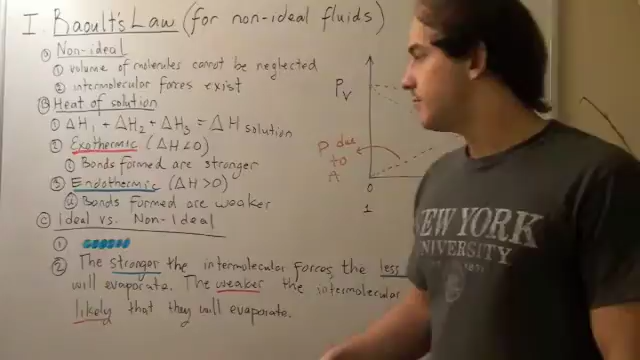 I. Raoult's Law (for non-ideal fluids)
Ⓐ Non-ideal
① volume of molecules cannot be neglected
② intermolecular forces exist
Ⓑ Heat of solution
① ΔH₁ + ΔH₂ + ΔH₃ = ΔH solution
② Exothermic (ΔH<0)
① Bonds formed are stronger
③ Endothermic (ΔH>0)
Bonds formed are weaker
Ⓒ Ideal vs. Non-Ideal
①
② The stronger the intermolecular forces, the less
will evaporate. The weaker the intermolecular
likely that they will evaporate.
Pv
P due
to
A
0
1
NEW YORK
UNIVERSITY